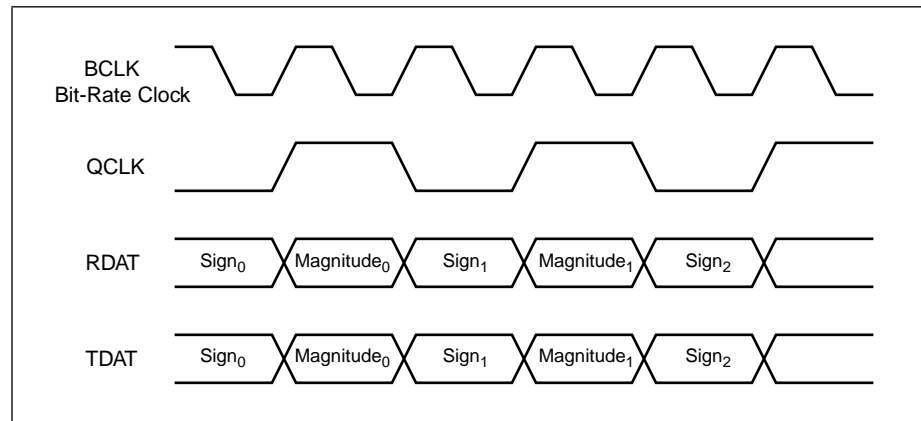 BCLK
Bit-Rate Clock
QCLK
RDAT
Sign0 Magnitude0 Sign1 Magnitude1 Sign2
TDAT
Sign0 Magnitude0 Sign1 Magnitude1 Sign2